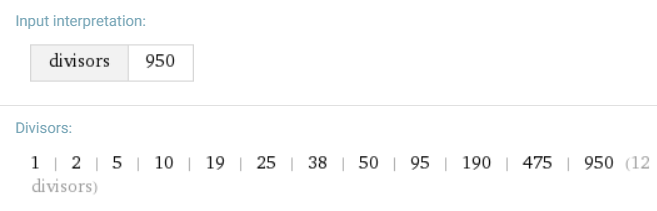 Input interpretation:
divisors 950
Divisors:
1 | 2 | 5 | 10 | 19 | 25 | 38 | 50 | 95 | 190 | 475 | 950 (12
divisors)